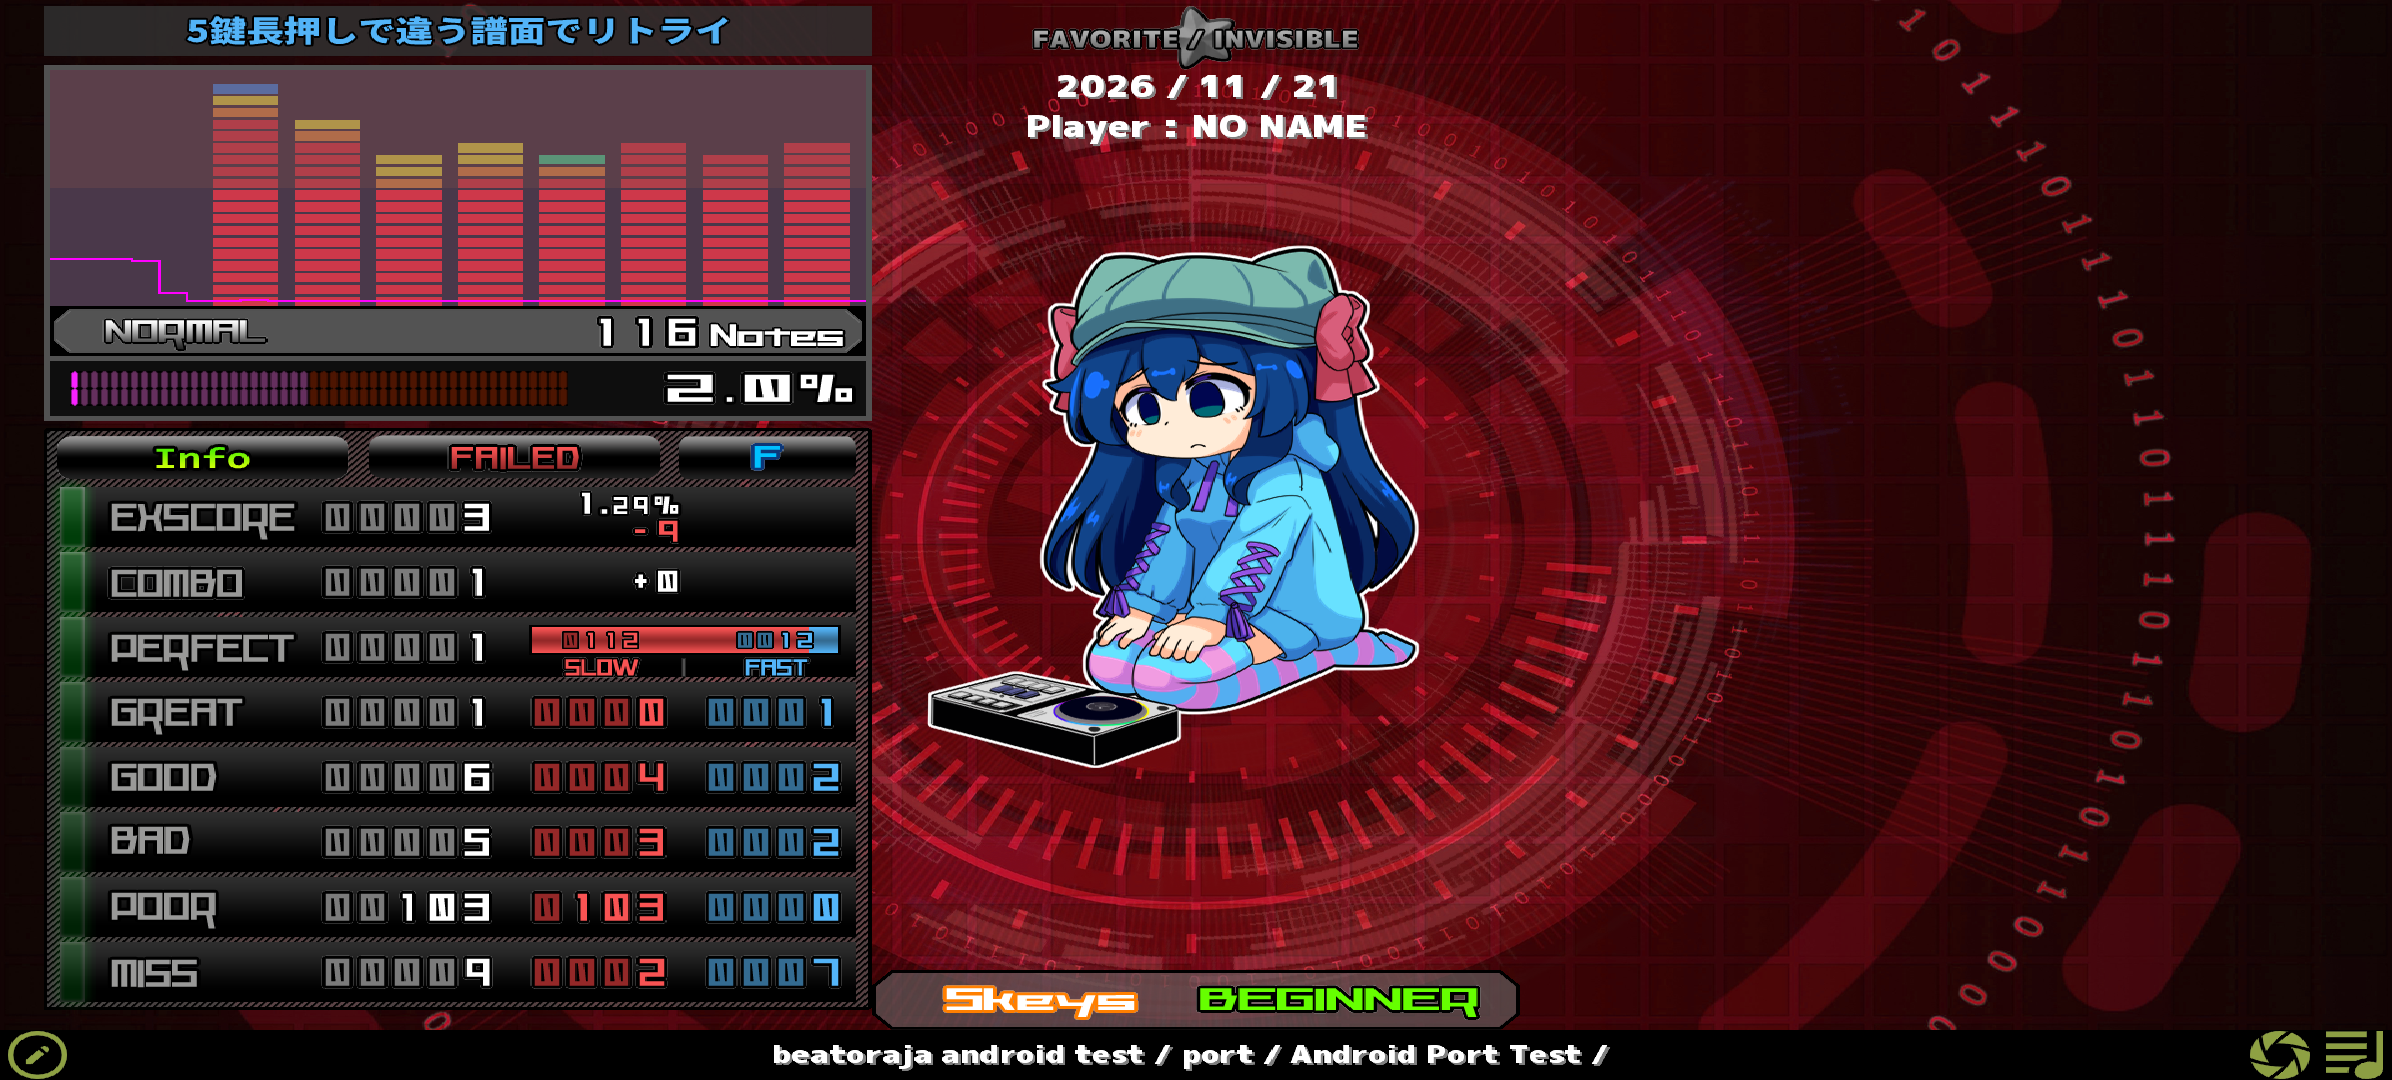 5鍵長押しで違う譜面でリトライ
FAVORITE / INVISIBLE
2026 / 11 / 21
Player : NO NAME
NORMAL 116 Notes
2.0%
Info FAILED F
EXSCORE 00003 1.29%
-9
COMBO 00001 +0
PERFECT 00001 0112 0012
SLOW | FAST
GREAT 00001 0000 0001
GOOD 00006 0004 0002
BAD 00005 0003 0002
POOR 00103 0103 0000
MISS 00009 0002 0007
5keys BEGINNER
beatoraja android test / port / Android Port Test /